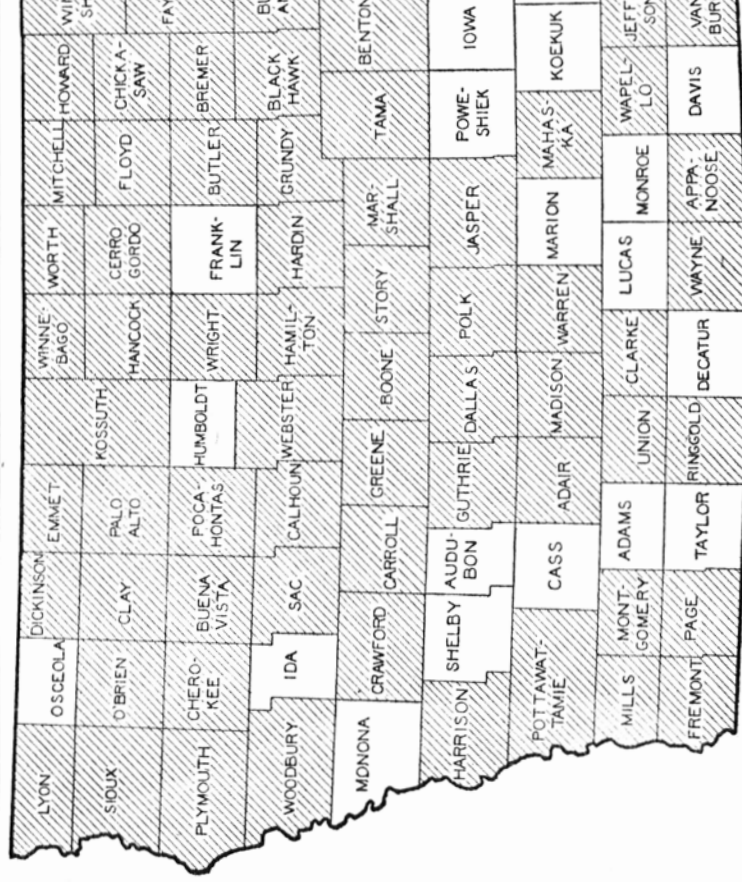 LYON
OSCEOLA
DICKINSON
EMMET
WINNE-
BAGO
WORTH
MITCHELL
HOWARD
SIOUX
O'BRIEN
CLAY
PALO
ALTO
KOSSUTH
HANCOCK
CERRO
GORDO
FLOYD
CHICKA-
SAW
FAY
PLYMOUTH
CHERO-
KEE
BUENA
VISTA
POCA-
HONTAS
HUMBOLDT
WRIGHT
FRANK-
LIN
BUTLER
BREMER
WOODBURY
IDA
SAC
CALHOUN
WEBSTER
HAMIL-
TON
HARDIN
GRUNDY
BLACK
HAWK
MONONA
CRAWFORD
CARROLL
GREENE
BOONE
STORY
MAR-
SHALL
TAMA
BENTON
HARRISON
SHELBY
AUDU-
BON
GUTHRIE
DALLAS
POLK
JASPER
POWE-
SHIEK
IOWA
POTTAWAT-
TAMIE
CASS
ADAIR
MADISON
WARREN
MARION
MAHAS-
KA
KOEKUK
MILLS
MONT-
GOMERY
ADAMS
UNION
CLARKE
LUCAS
MONROE
WAPEL-
LO
JEFF
SON
FREMONT
PAGE
TAYLOR
RINGGOLD
DECATUR
WAYNE
APPA-
NOOSE
DAVIS
VAN
BUR